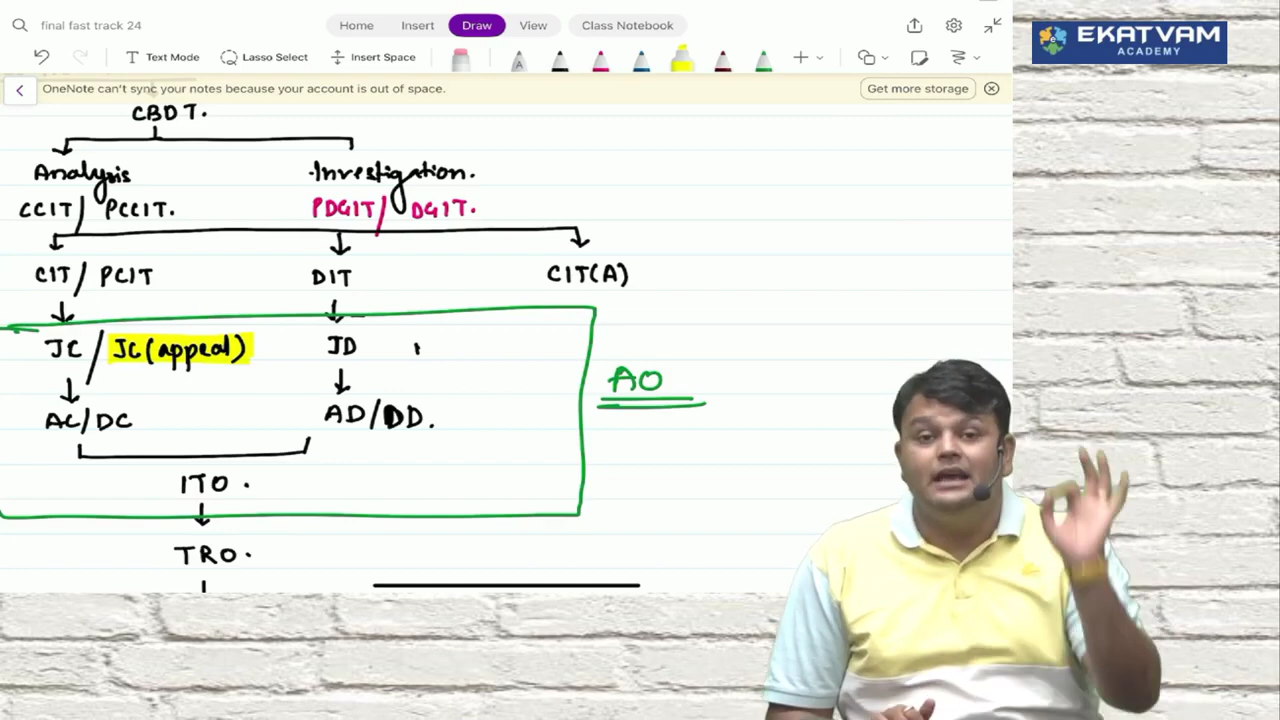 final fast track 24
Home Insert Draw View Class Notebook
EKATVAM
ACADEMY
Text Mode Lasso Select Insert Space
OneNote can't sync your notes because your account is out of space.
Get more storage
CBDT.
Analysis Investigation.
CCIT / PCCIT. PDGIT / DGIT.
CIT / PCIT DIT CIT(A)
JC / JC (appeal) JD
AO
AC/DC AD/DD.
ITO.
TRO.